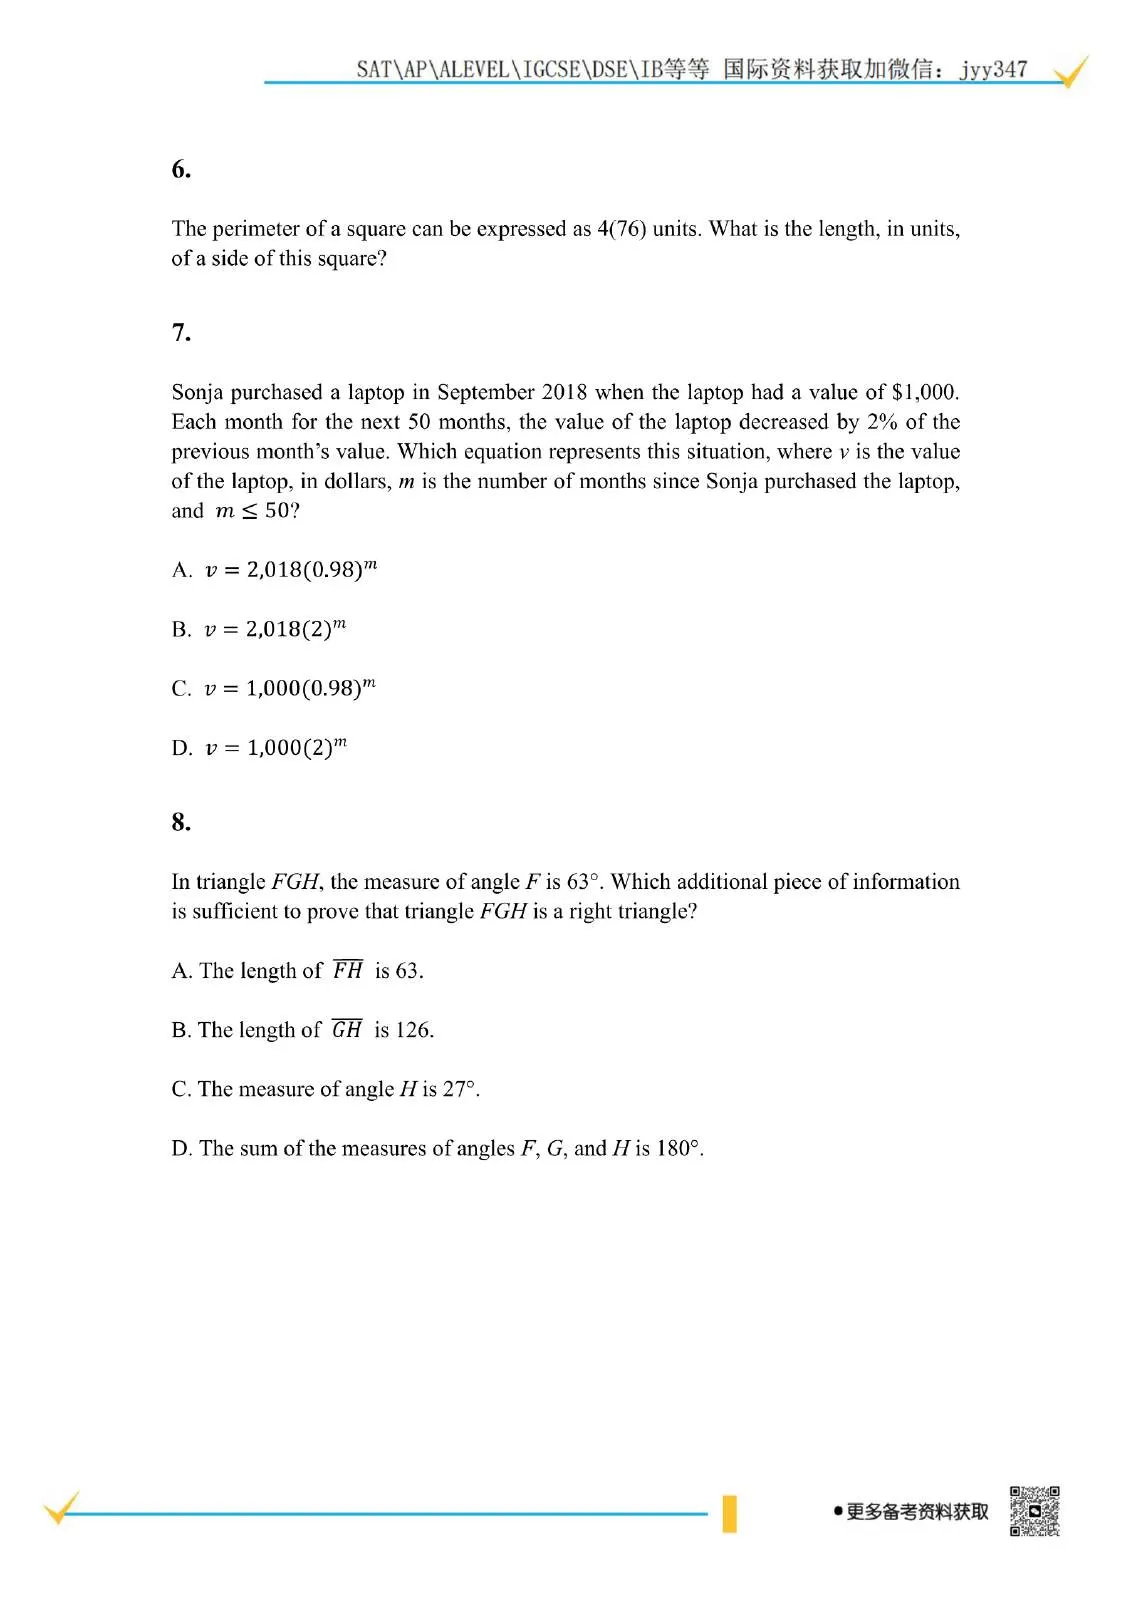 SAT\AP\ALEVEL\IGCSE\DSE\IB等等 国际资料获取加微信：jyy347
6.
The perimeter of a square can be expressed as 4(76) units. What is the length, in units,
of a side of this square?
7.
Sonja purchased a laptop in September 2018 when the laptop had a value of $1,000.
Each month for the next 50 months, the value of the laptop decreased by 2% of the
previous month’s value. Which equation represents this situation, where v is the value
of the laptop, in dollars, m is the number of months since Sonja purchased the laptop,
and m ≤ 50?
A. v = 2,018(0.98)^m
B. v = 2,018(2)^m
C. v = 1,000(0.98)^m
D. v = 1,000(2)^m
8.
In triangle FGH, the measure of angle F is 63°. Which additional piece of information
is sufficient to prove that triangle FGH is a right triangle?
A. The length of F̅H̅ is 63.
B. The length of G̅H̅ is 126.
C. The measure of angle H is 27°.
D. The sum of the measures of angles F, G, and H is 180°.
●更多备考资料获取